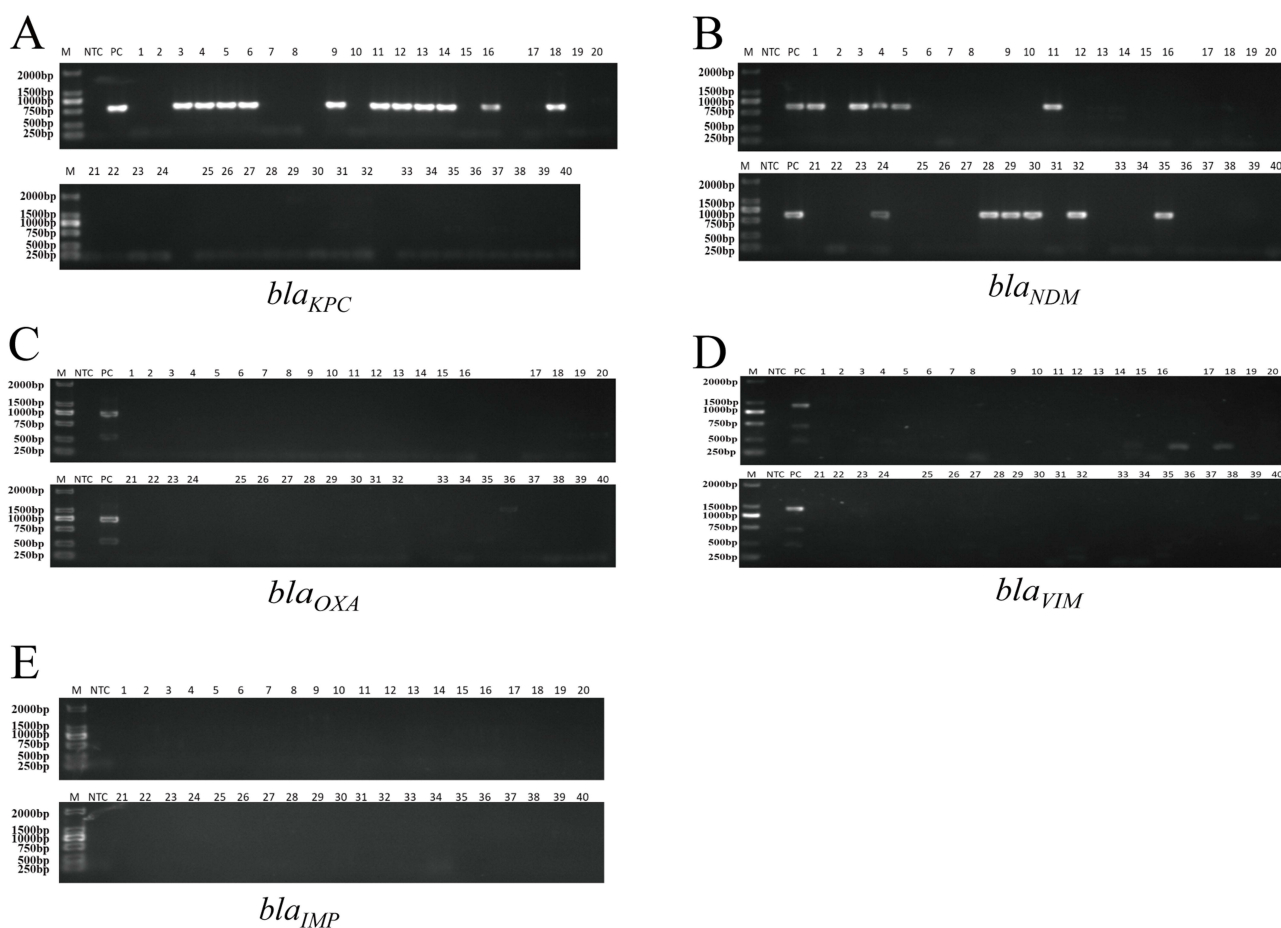 A
M NTC PC 1 2 3 4 5 6 7 8 9 10 11 12 13 14 15 16 17 18 19 20
2000bp
1500bp
1000bp
750bp
500bp
250bp
M 21 22 23 24 25 26 27 28 29 30 31 32 33 34 35 36 37 38 39 40
2000bp
1500bp
1000bp
750bp
500bp
250bp
blaKPC
B
M NTC PC 1 2 3 4 5 6 7 8 9 10 11 12 13 14 15 16 17 18 19 20
2000bp
1500bp
1000bp
750bp
500bp
250bp
M NTC PC 21 22 23 24 25 26 27 28 29 30 31 32 33 34 35 36 37 38 39 40
2000bp
1500bp
1000bp
750bp
500bp
250bp
blaNDM
C
M NTC PC 1 2 3 4 5 6 7 8 9 10 11 12 13 14 15 16 17 18 19 20
2000bp
1500bp
1000bp
750bp
500bp
250bp
M NTC PC 21 22 23 24 25 26 27 28 29 30 31 32 33 34 35 36 37 38 39 40
2000bp
1500bp
1000bp
750bp
500bp
250bp
blaOXA
D
M NTC PC 1 2 3 4 5 6 7 8 9 10 11 12 13 14 15 16 17 18 19 20
2000bp
1500bp
1000bp
750bp
500bp
250bp
M NTC PC 21 22 23 24 25 26 27 28 29 30 31 32 33 34 35 36 37 38 39 40
2000bp
1500bp
1000bp
750bp
500bp
250bp
blaVIM
E
M NTC 1 2 3 4 5 6 7 8 9 10 11 12 13 14 15 16 17 18 19 20
2000bp
1500bp
1000bp
750bp
500bp
250bp
M NTC 21 22 23 24 25 26 27 28 29 30 31 32 33 34 35 36 37 38 39 40
2000bp
1500bp
1000bp
750bp
500bp
250bp
blaIMP